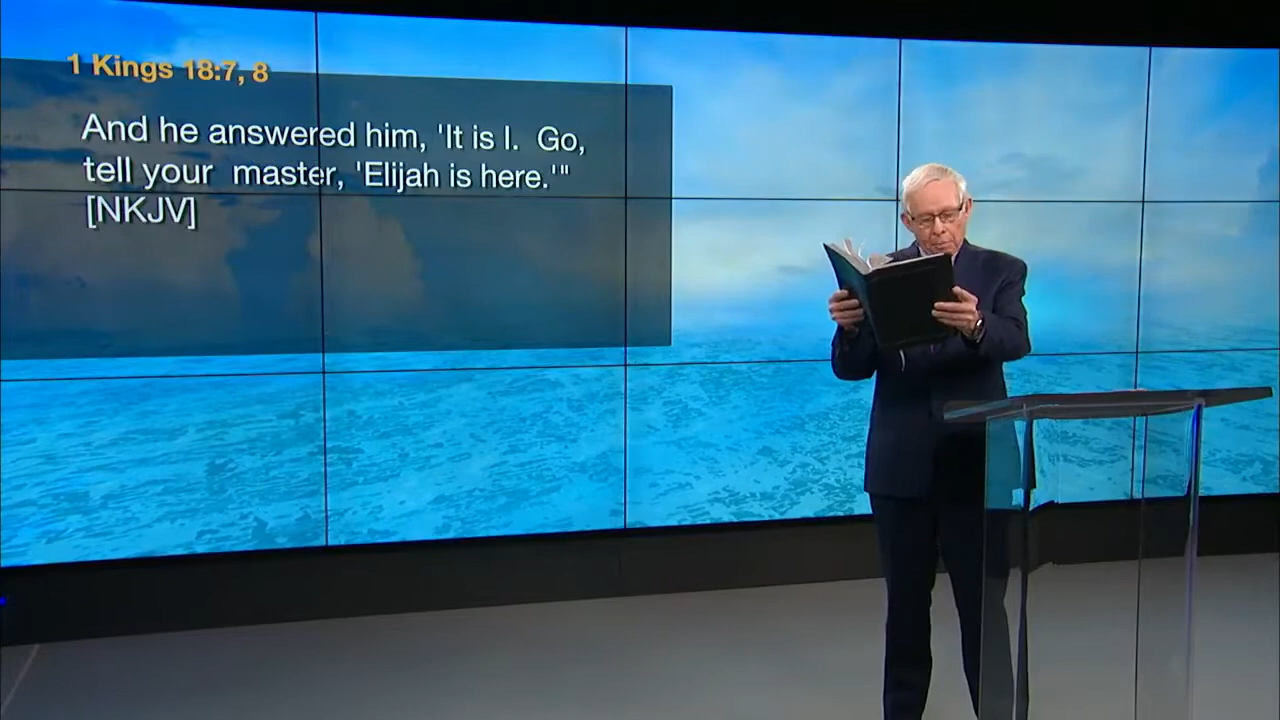 1 Kings 18:7, 8
And he answered him, 'It is I.  Go,
tell your  master, 'Elijah is here.'"
[NKJV]